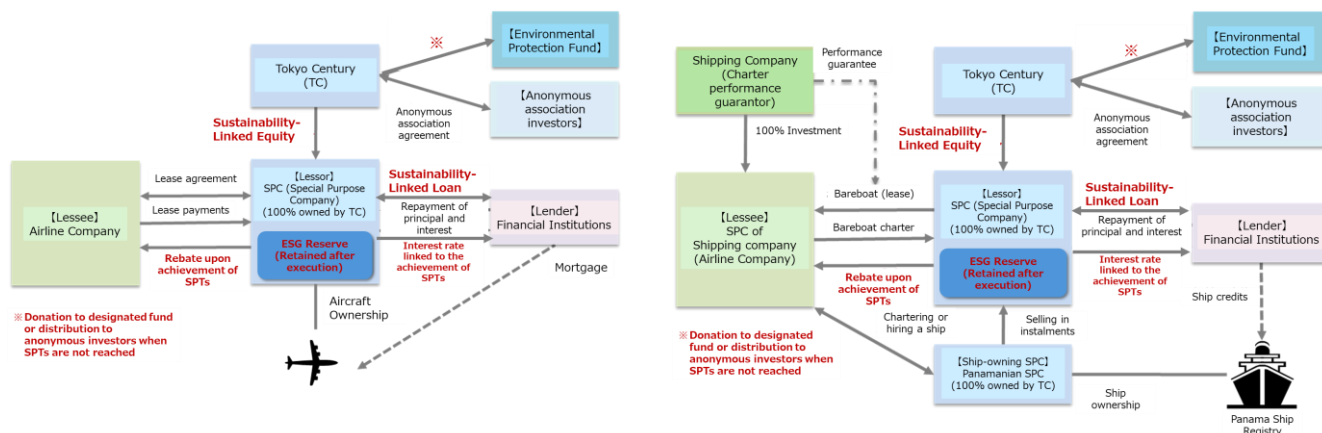 ※
【Environmental
Protection Fund】
Tokyo Century
(TC)
【Anonymous
association
investors】
Anonymous
association
agreement
Sustainability-
Linked Equity
Lease agreement
Lease payments
【Lessee】
Airline Company
Rebate upon
achievement of
SPTs
【Lessor】
SPC (Special Purpose
Company)
(100% owned by TC)
ESG Reserve
(Retained after
execution)
Sustainability-
Linked Loan
Repayment of
principal and
interest
Interest rate
linked to the
achievement of
SPTs
【Lender】
Financial Institutions
Mortgage
Aircraft
Ownership
※ Donation to designated fund
or distribution to
anonymous investors when
SPTs are not reached
Shipping Company
(Charter
performance
guarantor)
Performance
guarantee
100% Investment
Tokyo Century
(TC)
※
【Environmental
Protection Fund】
【Anonymous
association
investors】
Anonymous
association
agreement
Sustainability-
Linked Equity
【Lessee】
SPC of
Shipping company
(Airline Company)
Bareboat (lease)
Bareboat charter
Rebate upon
achievement of
SPTs
【Lessor】
SPC (Special Purpose
Company)
(100% owned by TC)
ESG Reserve
(Retained after
execution)
Sustainability-
Linked Loan
Repayment of
principal and interest
Interest rate
linked to the
achievement of
SPTs
【Lender】
Financial Institutions
Ship credits
Chartering or
hiring a ship
Selling in
instalments
※ Donation to designated
fund or distribution to
anonymous investors when
SPTs are not reached
【Ship-owning SPC】
Panamanian SPC
(100% owned by TC)
Ship
ownership
Panama Ship
Registry